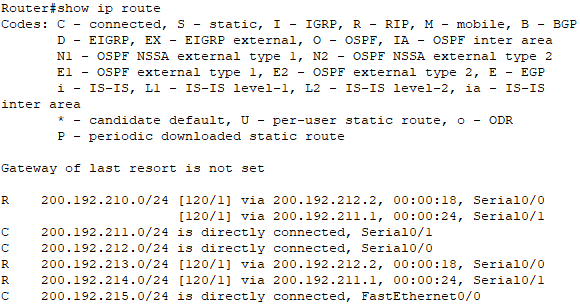 Router#show ip route
Codes: C - connected, S - static, I - IGRP, R - RIP, M - mobile, B - BGP
       D - EIGRP, EX - EIGRP external, O - OSPF, IA - OSPF inter area
       N1 - OSPF NSSA external type 1, N2 - OSPF NSSA external type 2
       E1 - OSPF external type 1, E2 - OSPF external type 2, E - EGP
       i - IS-IS, L1 - IS-IS level-1, L2 - IS-IS level-2, ia - IS-IS
inter area
       * - candidate default, U - per-user static route, o - ODR
       P - periodic downloaded static route
Gateway of last resort is not set
R    200.192.210.0/24 [120/1] via 200.192.212.2, 00:00:18, Serial0/0
                      [120/1] via 200.192.211.1, 00:00:24, Serial0/1
C    200.192.211.0/24 is directly connected, Serial0/1
C    200.192.212.0/24 is directly connected, Serial0/0
R    200.192.213.0/24 [120/1] via 200.192.212.2, 00:00:18, Serial0/0
R    200.192.214.0/24 [120/1] via 200.192.211.1, 00:00:24, Serial0/1
C    200.192.215.0/24 is directly connected, FastEthernet0/0